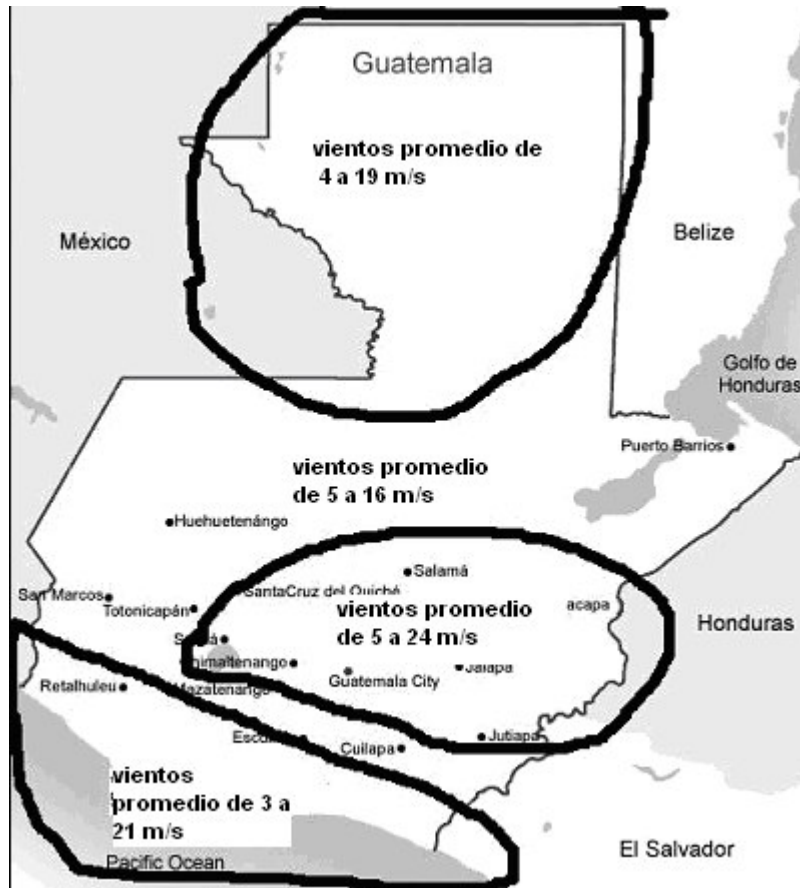 Guatemala
vientos promedio de
4 a 19 m/s
México
Belize
Golfo de
Honduras
Puerto Barrios
vientos promedio
de 5 a 16 m/s
Huehuetenángo
Salamá
SantaCruz del Quiché
San Marcos
Totonicapán
vientos promedio
de 5 a 24 m/s
acapa
Honduras
Retalhuleu
Mazatenango
Guatemala City
Jalapa
Cuilapa
Jutiapa
vientos
promedio de 3 a
21 m/s
Pacific Ocean
El Salvador